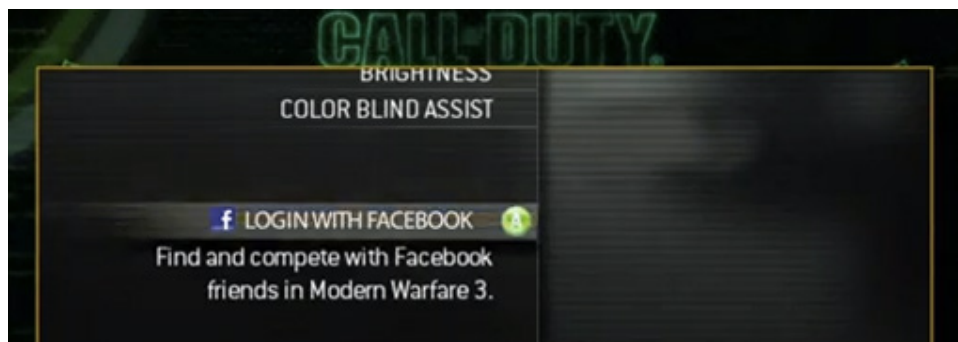 CALL DUTY
BRIGHTNESS
COLOR BLIND ASSIST
f LOGIN WITH FACEBOOK A
Find and compete with Facebook
friends in Modern Warfare 3.